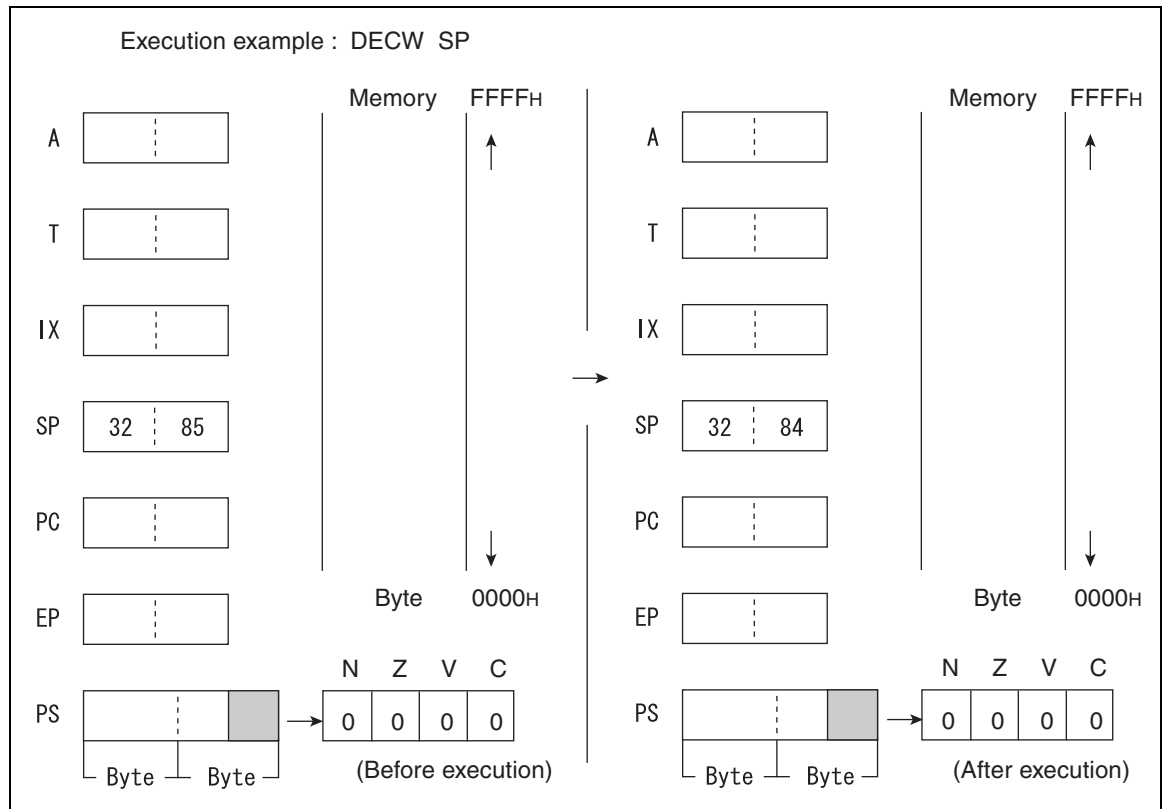 Execution example : DECW SP
Memory FFFFH
A
T
IX
SP 32 85
PC
EP
Byte 0000H
N Z V C
PS 0 0 0 0
Byte Byte (Before execution)
Memory FFFFH
A
T
IX
SP 32 84
PC
EP
Byte 0000H
N Z V C
PS 0 0 0 0
Byte Byte (After execution)